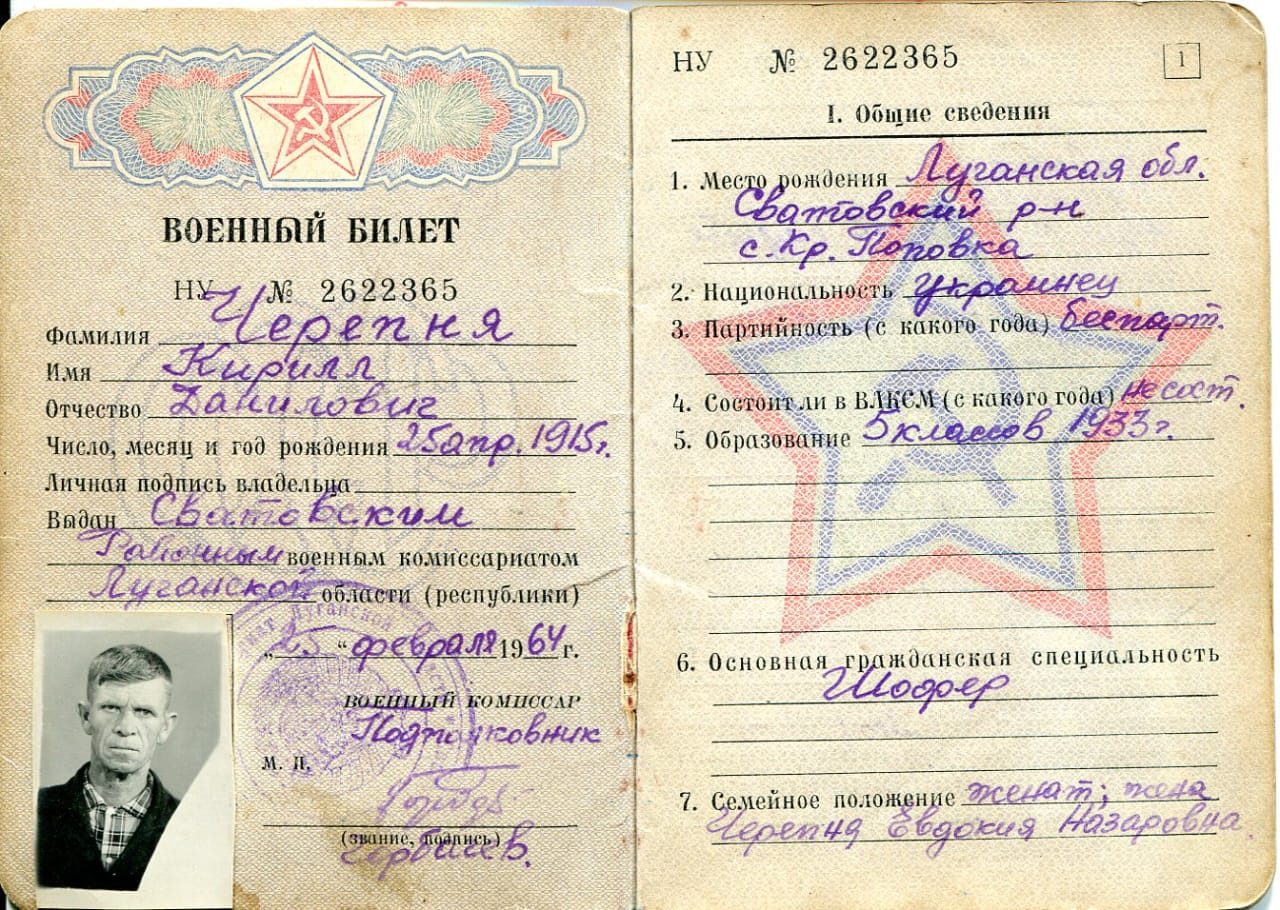 ВОЕННЫЙ БИЛЕТ
НУ № 2622365
Фамилия Черепня
Имя Кирилл
Отчество Данилович
Число, месяц и год рождения 25 апр. 1915г.
Личная подпись владельца
Выдан Сватовским
Районным военным комиссариатом
Луганской области (республики)
„25“ февраля 1964 г.
ВОЕННЫЙ КОМИССАР
Подполковник
М. П.
(звание, подпись)
НУ № 2622365
1
I. Общие сведения
1. Место рождения Луганская обл.
Сватовский р-н
с. Кр. Поповка
2. Национальность украинец
3. Партийность (с какого года) беспарт.
4. Состоит ли в ВЛКСМ (с какого года) не сост.
5. Образование 5 классов 1933г.
6. Основная гражданская специальность
Шофер
7. Семейное положение женат; жена
Черепня Евдокия Назаровна